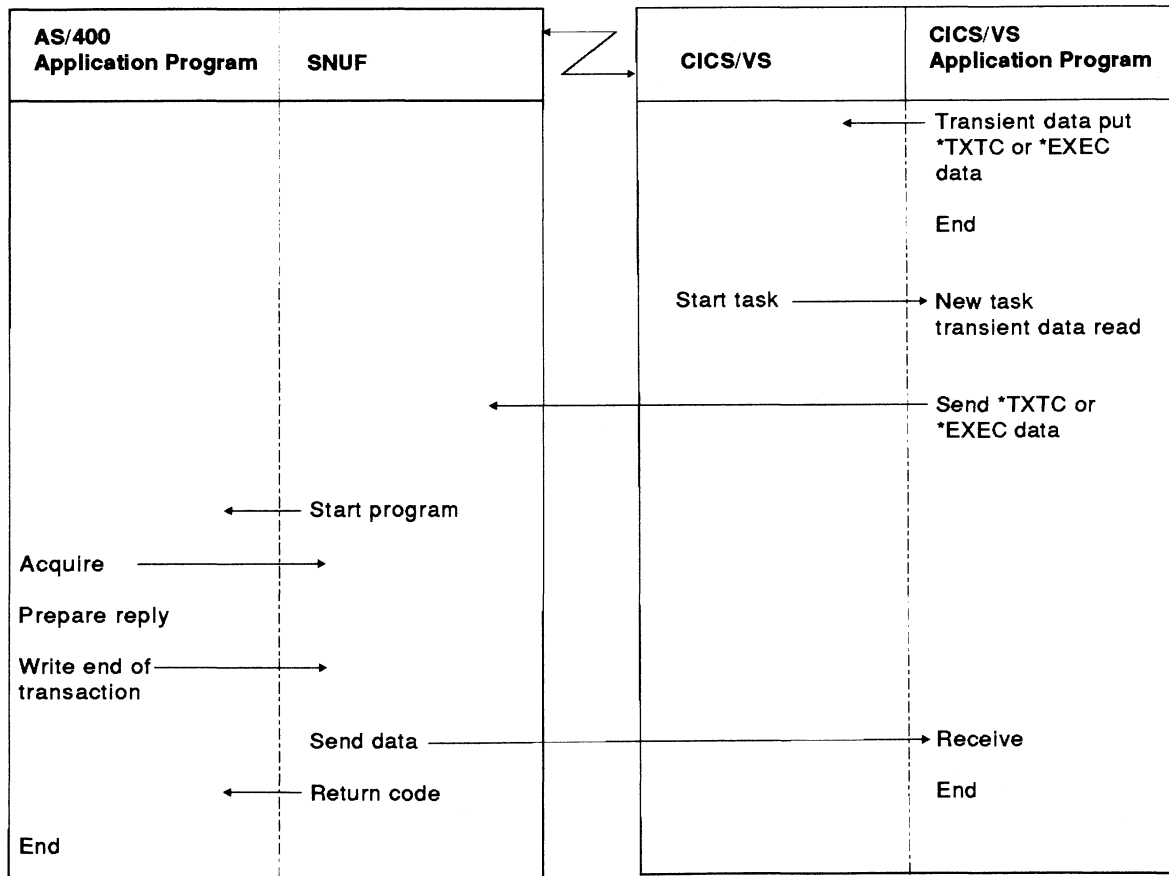 AS/400
Application Program
SNUF
CICS/VS
CICS/VS
Application Program
Transient data put
*TXTC or *EXEC
data
End
Start task
New task
transient data read
Send *TXTC or
*EXEC data
Start program
Acquire
Prepare reply
Write end of
transaction
Send data
Receive
Return code
End
End